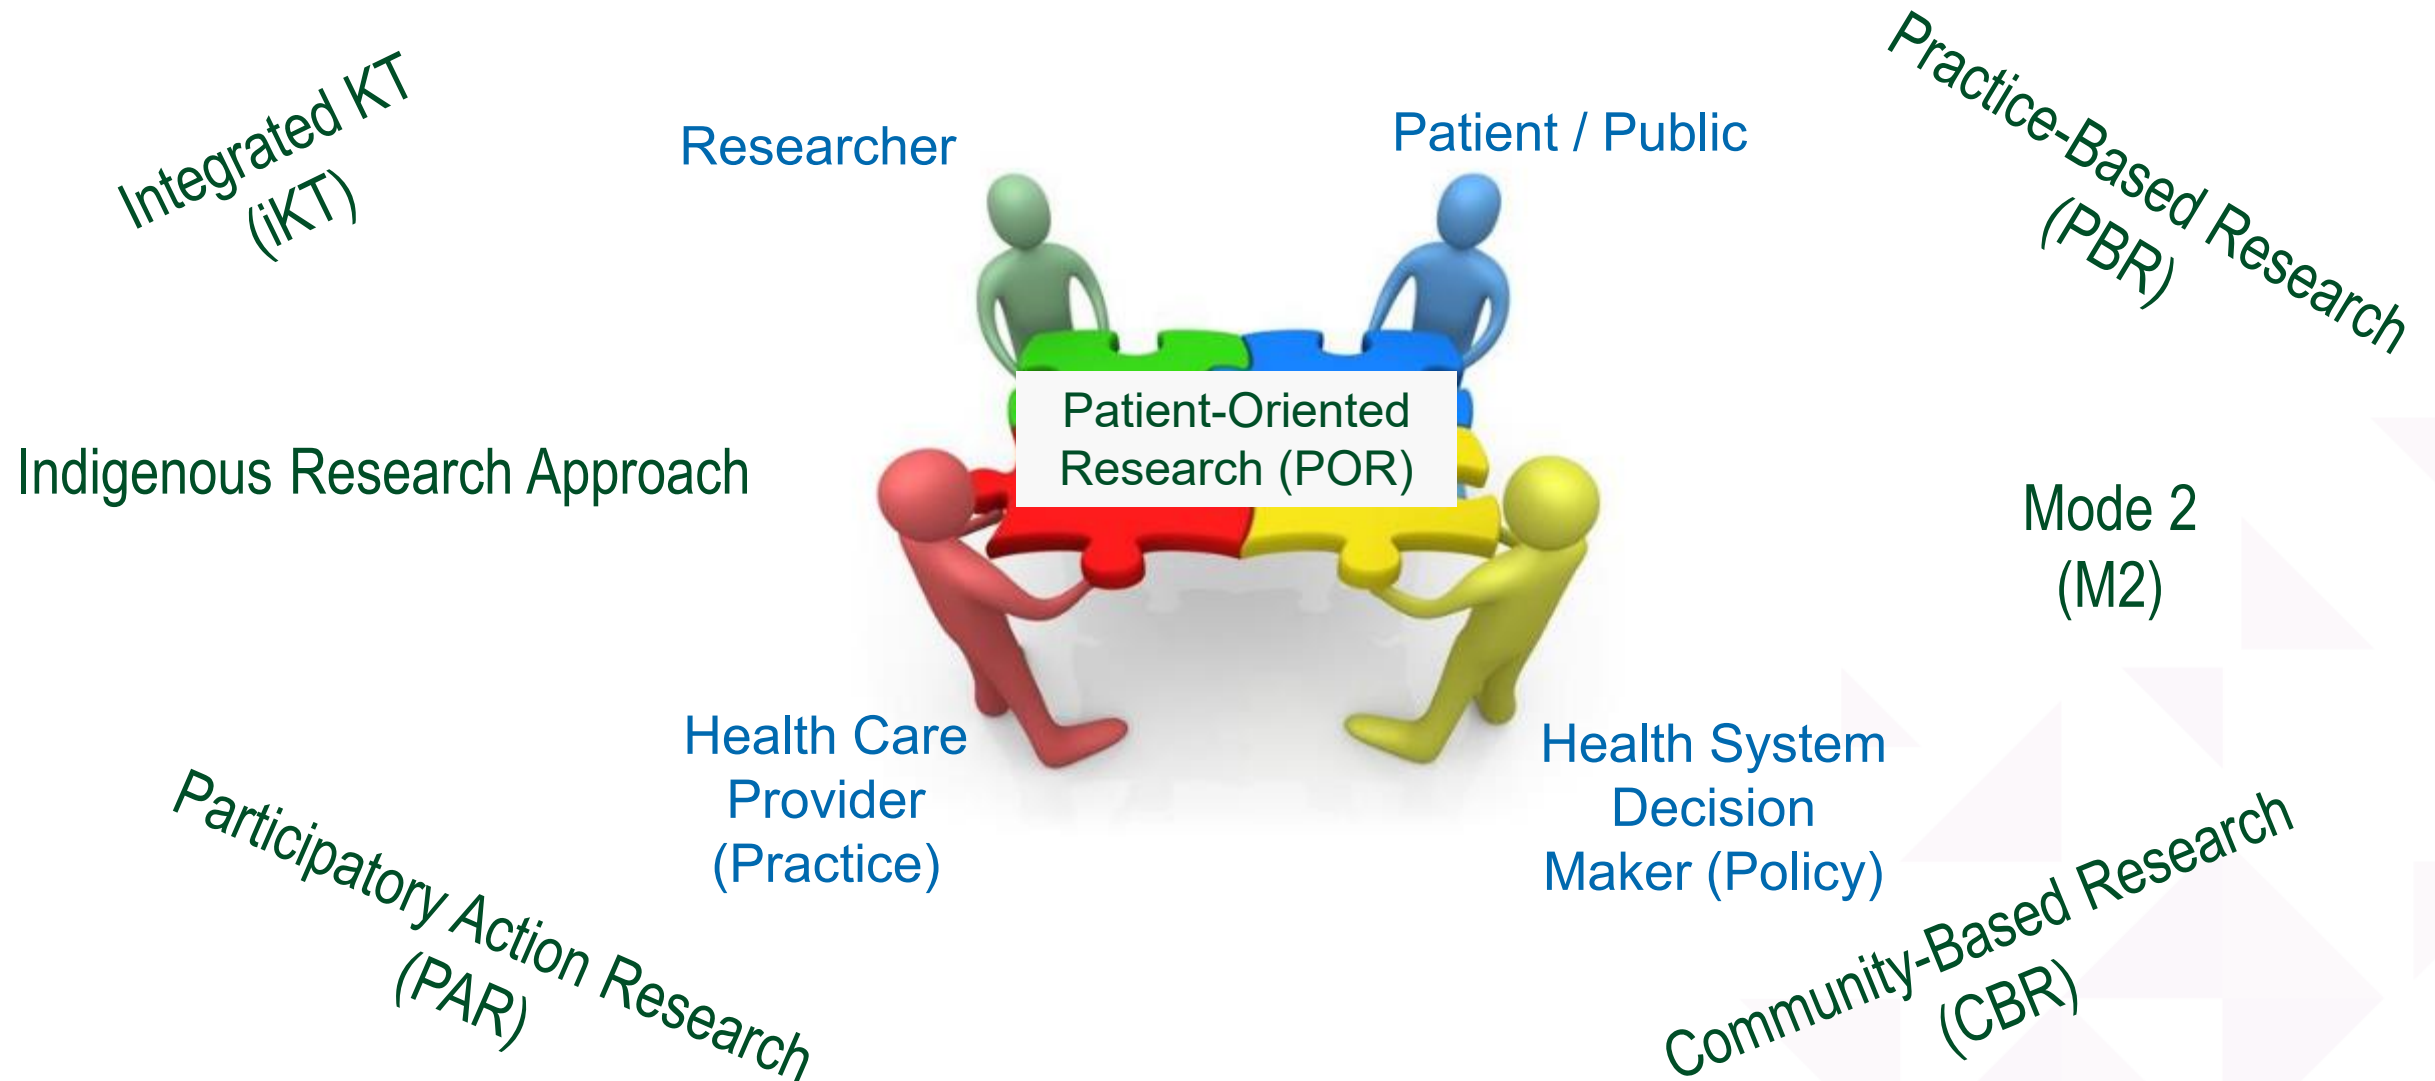 Integrated KT
(iKT)
Researcher
Patient / Public
Practice-Based Research
(PBR)
Indigenous Research Approach
Patient-Oriented
Research (POR)
Mode 2
(M2)
Health Care
Provider
(Practice)
Health System
Decision
Maker (Policy)
Participatory Action Research
(PAR)
Community-Based Research
(CBR)